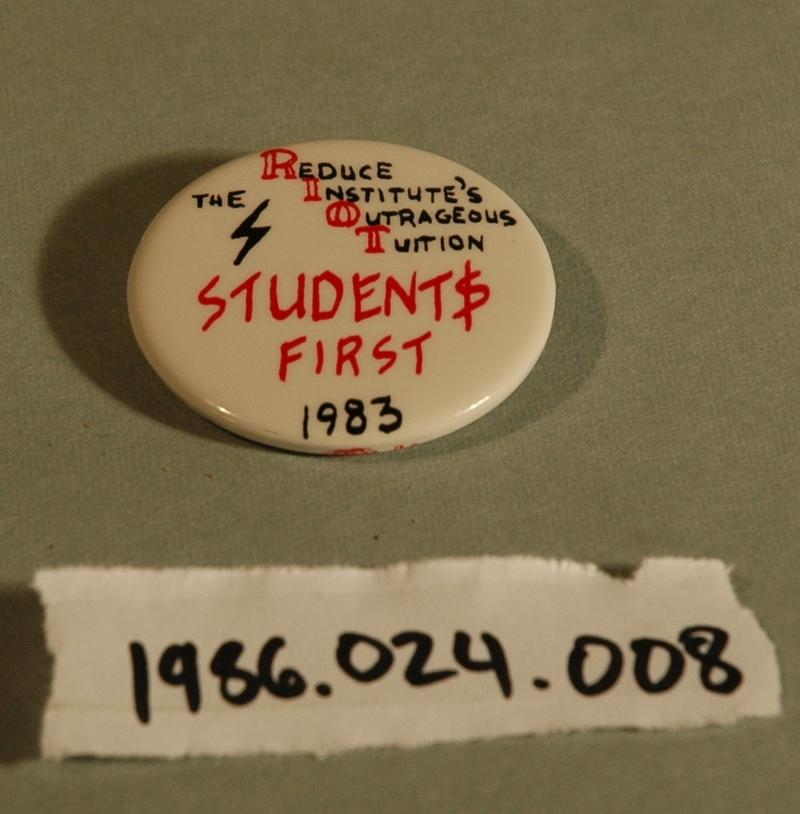 REDUCE
THE INSTITUTE'S
OUTRAGEOUS
TUITION
STUDENT$
FIRST
1983
1986.024.008